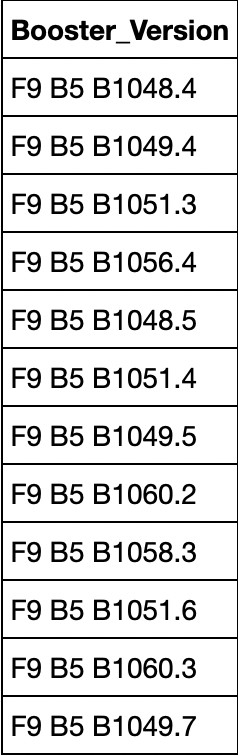 Booster_Version
F9 B5 B1048.4
F9 B5 B1049.4
F9 B5 B1051.3
F9 B5 B1056.4
F9 B5 B1048.5
F9 B5 B1051.4
F9 B5 B1049.5
F9 B5 B1060.2
F9 B5 B1058.3
F9 B5 B1051.6
F9 B5 B1060.3
F9 B5 B1049.7